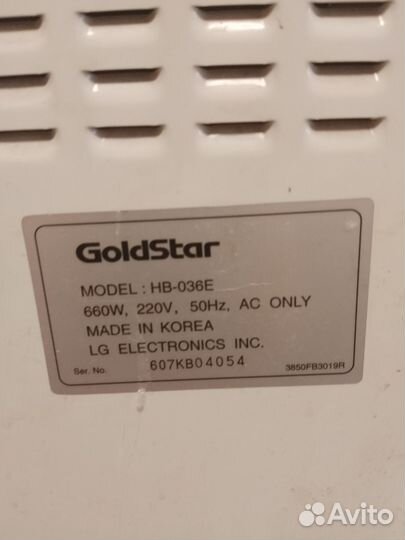 GoldStar
MODEL : HB-036E
660W, 220V, 50Hz, AC ONLY
MADE IN KOREA
LG ELECTRONICS INC.
Ser. No. 607KB04054 3850FB3019R
Avito